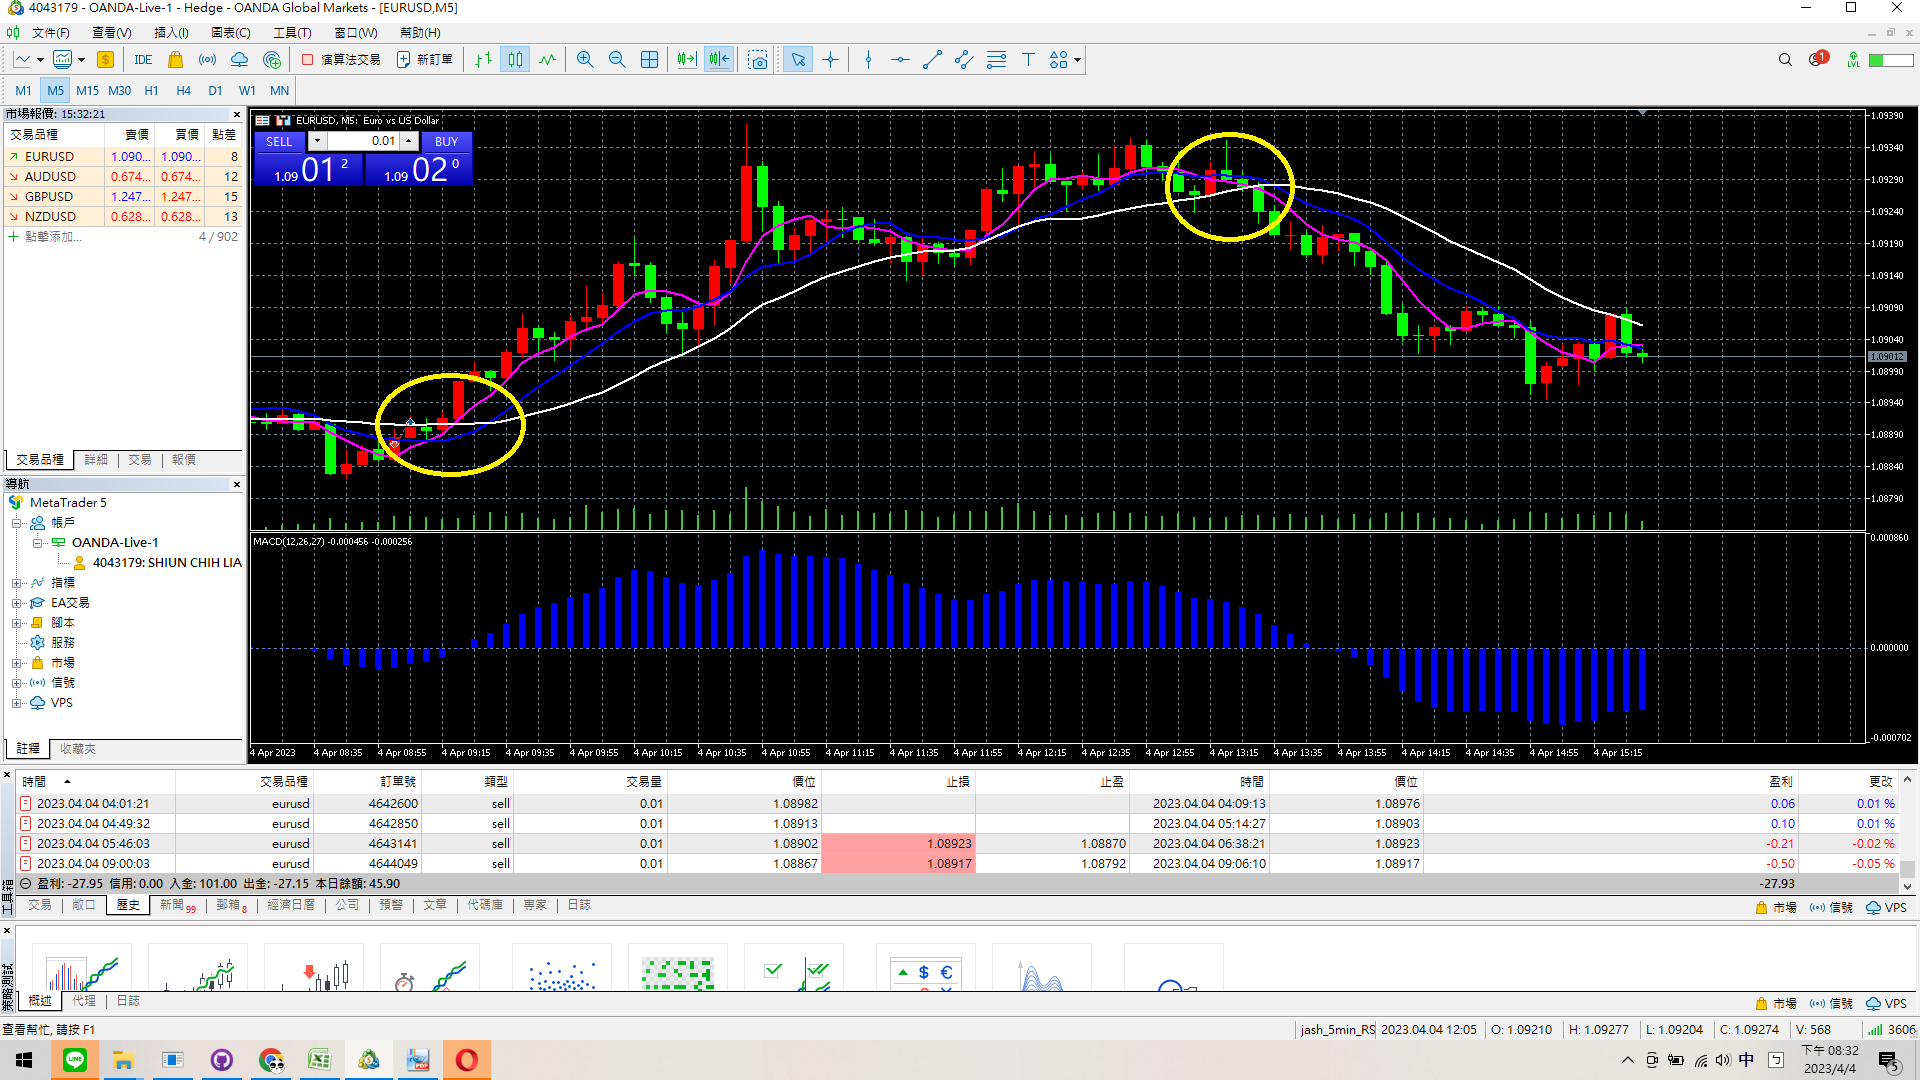 4043179 - OANDA-Live-1 - Hedge - OANDA Global Markets - [EURUSD,M5]
文件(F) 查看(V) 插入(I) 圖表(C) 工具(T) 窗口(W) 幫助(H)
IDE 演算法交易 新訂單 1 LVL
M1 M5 M15 M30 H1 H4 D1 W1 MN
市場報價: 15:32:21
交易品種 賣價 買價 點差
EURUSD 1.090... 1.090... 8
AUDUSD 0.674... 0.674... 12
GBPUSD 1.247... 1.247... 15
NZDUSD 0.628... 0.628... 13
點擊添加... 4 / 902
交易品種 詳細 交易 報價
導航
MetaTrader 5
帳戶
OANDA-Live-1
4043179: SHIUN CHIH LIA
指標
EA交易
腳本
服務
市場
信號
VPS
註釋 收藏夾
EURUSD, M5: Euro vs US Dollar
SELL 0.01 BUY
1.09 01 2 1.09 02 0
1.09390
1.09340
1.09290
1.09240
1.09190
1.09140
1.09090
1.09040
1.09012
1.08990
1.08940
1.08890
1.08840
1.08790
MACD(12,26,27) -0.000456 -0.000256
0.000860
0.000000
-0.000702
4 Apr 2023 4 Apr 08:35 4 Apr 08:55 4 Apr 09:15 4 Apr 09:35 4 Apr 09:55 4 Apr 10:15 4 Apr 10:35 4 Apr 10:55 4 Apr 11:15 4 Apr 11:35 4 Apr 11:55 4 Apr 12:15 4 Apr 12:35 4 Apr 12:55 4 Apr 13:15 4 Apr 13:35 4 Apr 13:55 4 Apr 14:15 4 Apr 14:35 4 Apr 14:55 4 Apr 15:15
時間 交易品種 訂單號 類型 交易量 價位 止損 止盈 時間 價位 盈利 更改
2023.04.04 04:01:21 eurusd 4642600 sell 0.01 1.08982 2023.04.04 04:09:13 1.08976 0.06 0.01 %
2023.04.04 04:49:32 eurusd 4642850 sell 0.01 1.08913 2023.04.04 05:14:27 1.08903 0.10 0.01 %
2023.04.04 05:46:03 eurusd 4643141 sell 0.01 1.08902 1.08923 1.08870 2023.04.04 06:38:21 1.08923 -0.21 -0.02 %
2023.04.04 09:00:03 eurusd 4644049 sell 0.01 1.08867 1.08917 1.08792 2023.04.04 09:06:10 1.08917 -0.50 -0.05 %
盈利: -27.95 信用: 0.00 入金: 101.00 出金: -27.15 本日餘額: 45.90 -27.93
工具箱
交易 敞口 歷史 新聞 99 郵箱 8 經濟日曆 公司 預警 文章 代碼庫 專家 日誌 市場 信號 VPS
策略測試
$ €
概述 代理 日誌 市場 信號 VPS
查看幫忙, 請按 F1 jash_5min_RS 2023.04.04 12:05 O: 1.09210 H: 1.09277 L: 1.09204 C: 1.09274 V: 568 3606
LINE PDF 中 下午 08:32
2023/4/4 5